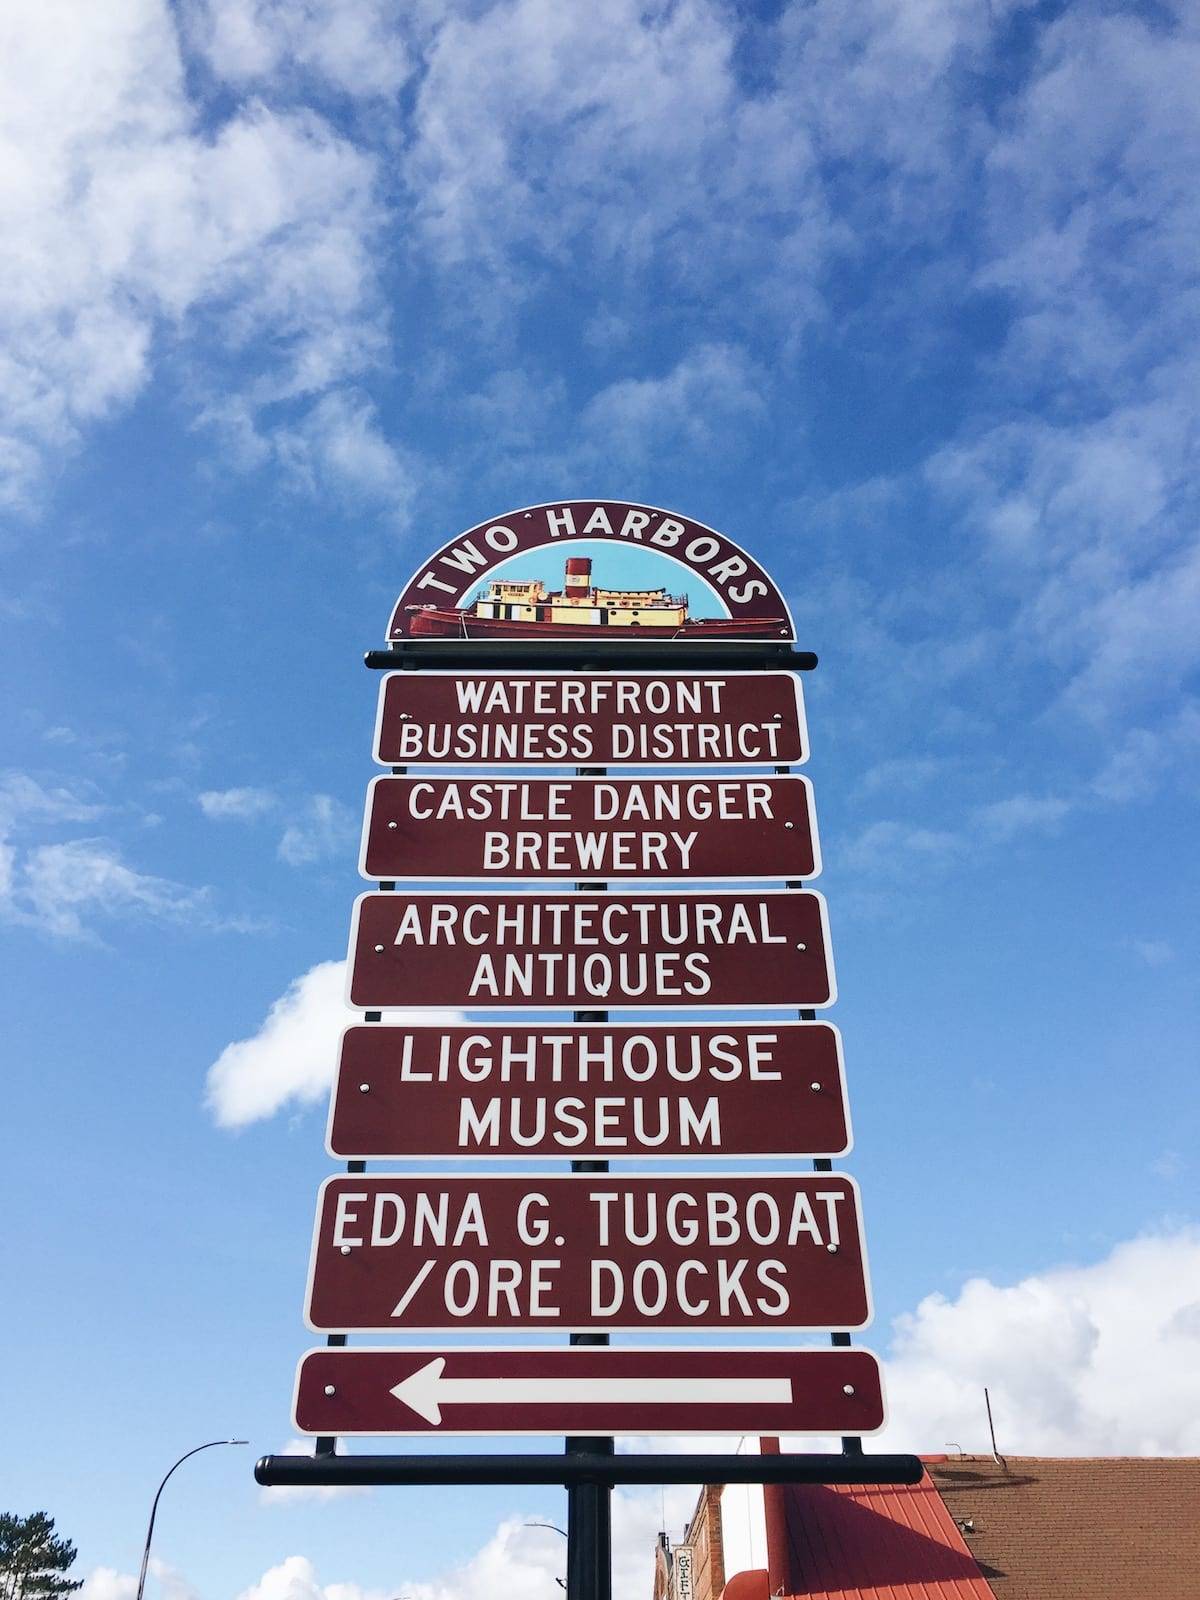 TWO HARBORS
WATERFRONT
BUSINESS DISTRICT
CASTLE DANGER
BREWERY
ARCHITECTURAL
ANTIQUES
LIGHTHOUSE
MUSEUM
EDNA G. TUGBOAT
/ORE DOCKS